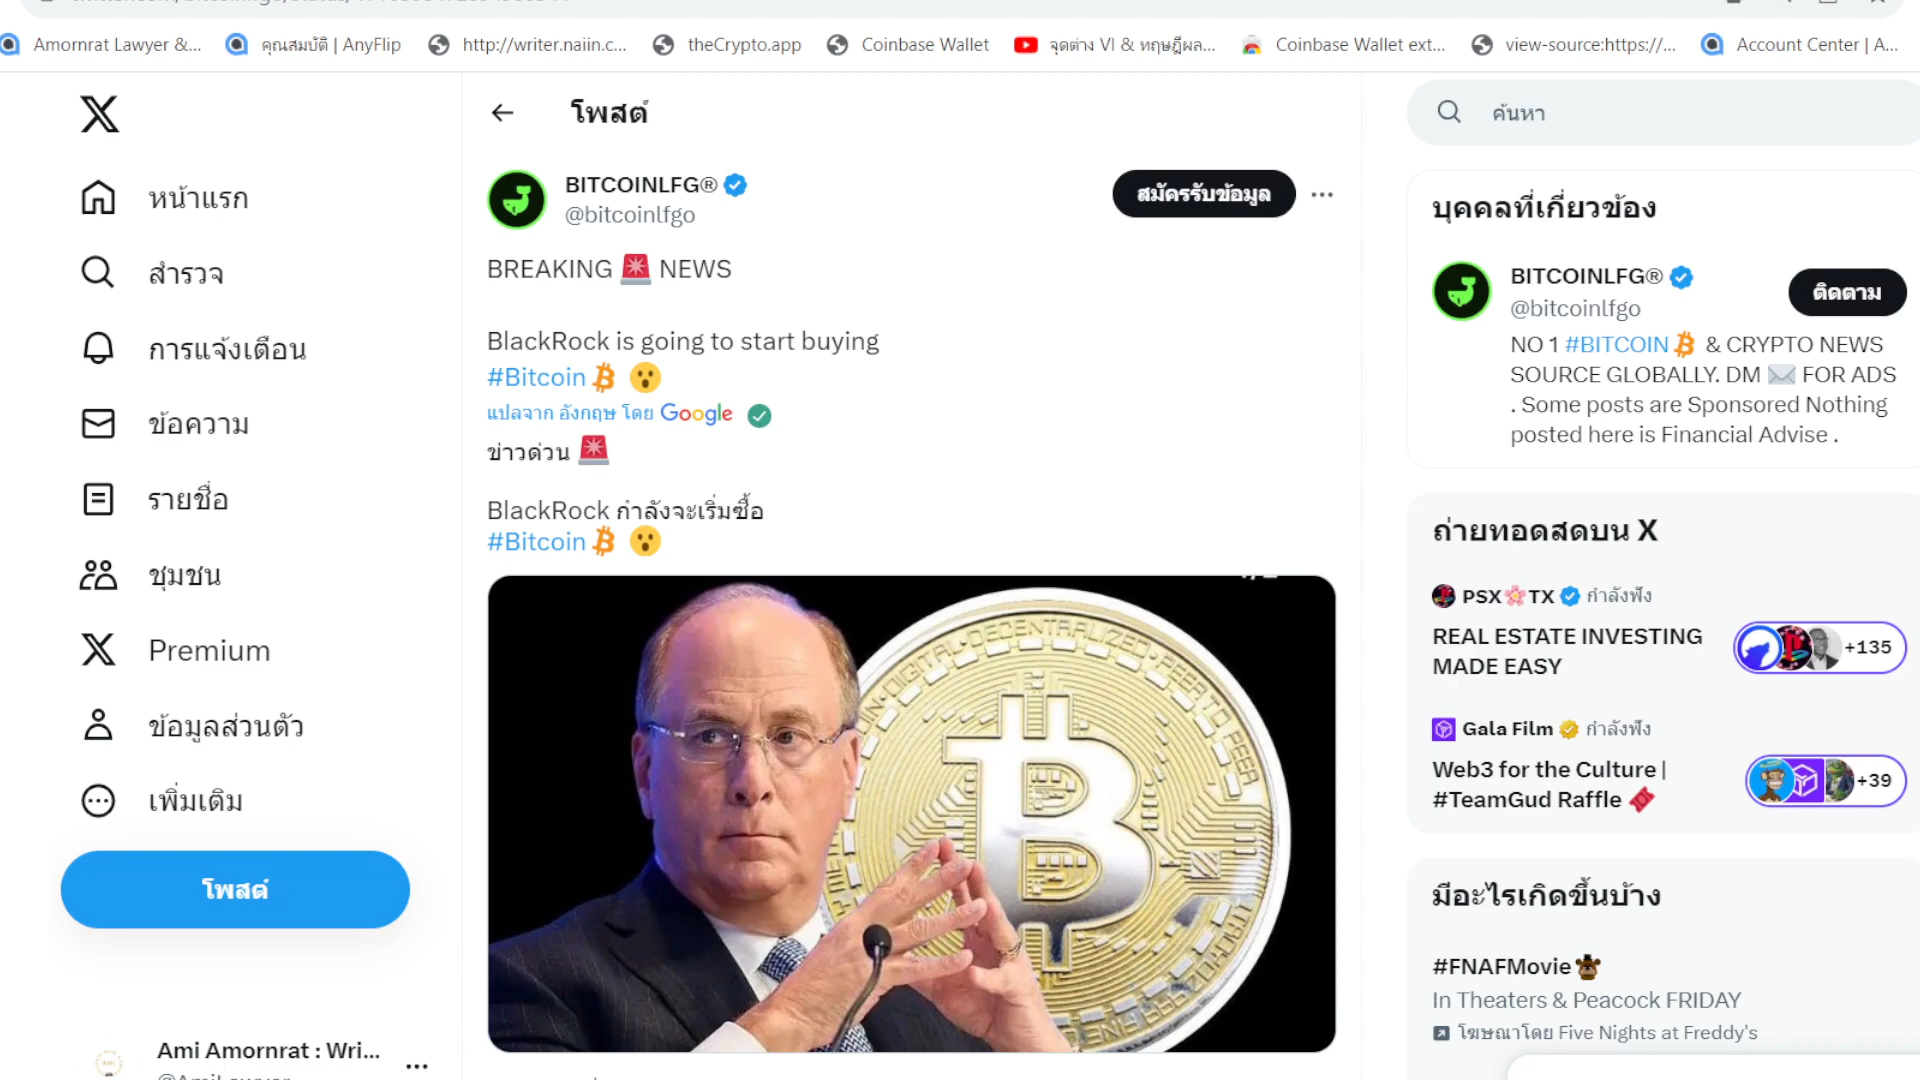 Amornrat Lawyer &...
คุณสมบัติ | AnyFlip
http://writer.naiin.c...
theCrypto.app
Coinbase Wallet
จุดต่าง VI & ทฤษฎีผล...
Coinbase Wallet ext...
view-source:https://...
Account Center | A...
หน้าแรก
สำรวจ
การแจ้งเตือน
ข้อความ
รายชื่อ
ชุมชน
Premium
ข้อมูลส่วนตัว
เพิ่มเติม
โพสต์
Ami Amornrat : Wri...
โพสต์
BITCOINLFG®
@bitcoinlfgo
สมัครรับข้อมูล
BREAKING NEWS
BlackRock is going to start buying
#Bitcoin
แปลจาก อังกฤษ โดย Google
ข่าวด่วน
BlackRock กำลังจะเริ่มซื้อ
#Bitcoin
DIGITAL • DECENTRALIZED • PEER TO PEER
ค้นหา
บุคคลที่เกี่ยวข้อง
BITCOINLFG®
@bitcoinlfgo
ติดตาม
NO 1 #BITCOIN & CRYPTO NEWS
SOURCE GLOBALLY. DM FOR ADS
. Some posts are Sponsored Nothing
posted here is Financial Advise .
ถ่ายทอดสดบน X
PSX TX กำลังฟัง
REAL ESTATE INVESTING
MADE EASY
+135
Gala Film กำลังฟัง
Web3 for the Culture |
#TeamGud Raffle
+39
มีอะไรเกิดขึ้นบ้าง
#FNAFMovie
In Theaters & Peacock FRIDAY
โฆษณาโดย Five Nights at Freddy's